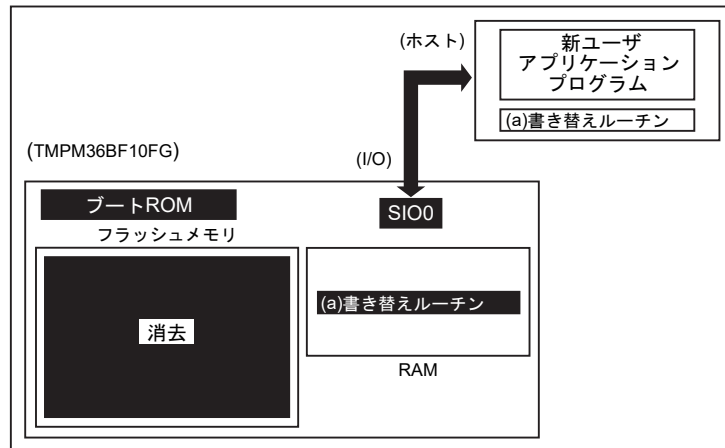 (ホスト)
新ユーザ
アプリケーション
プログラム
(a)書き替えルーチン
(TMPM36BF10FG)
(I/O)
ブートROM
SIO0
フラッシュメモリ
(a)書き替えルーチン
消去
RAM